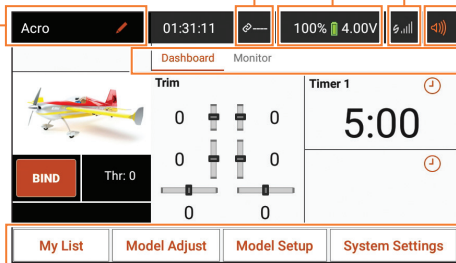 Acro 01:31:11 ---- 100% 4.00V
Dashboard Monitor
Trim Timer 1
0 0 5:00
0 0
BIND Thr: 0
0 0
My List Model Adjust Model Setup System Settings